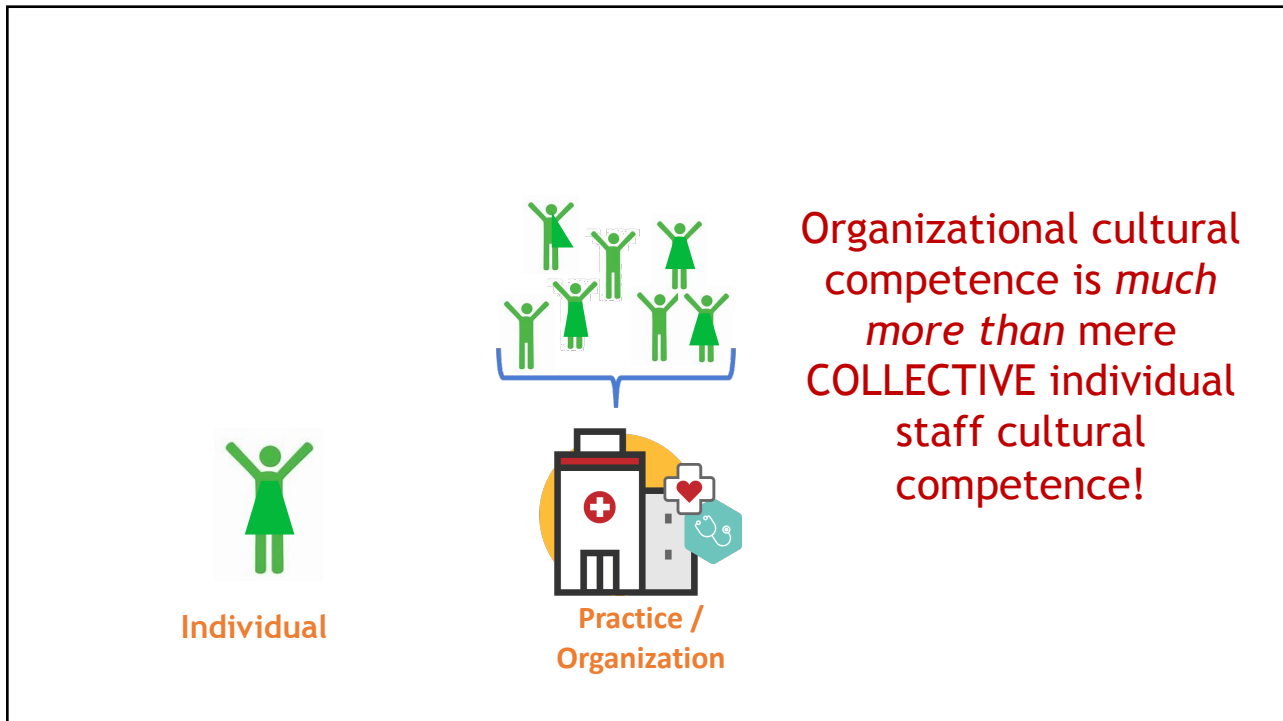 Organizational cultural
competence is much
more than mere
COLLECTIVE individual
staff cultural
competence!
Individual
Practice /
Organization